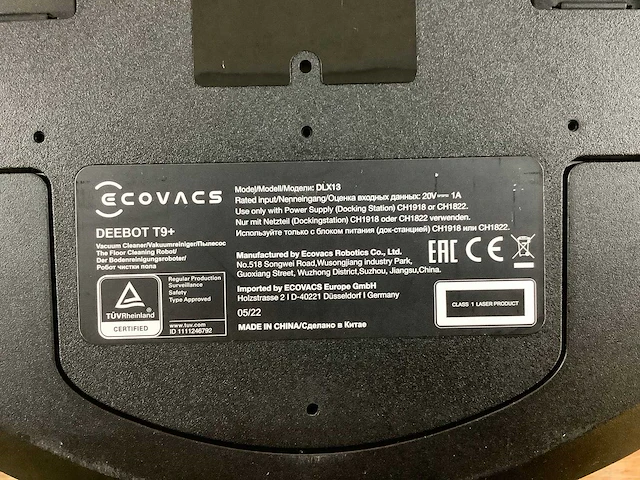 ECOVACS
DEEBOT T9+
Vacuum Cleaner/Vakuumreiniger/Пылесос
The Floor Cleaning Robot/
Der Bodenreinigungsroboter/
Робот чистки пола
TÜVRheinland
CERTIFIED
Regular Production
Surveillance
Safety
Type Approved
www.tuv.com
ID 1111246792
Model/Modell/Модели: DLX13
Rated input/Nenneingang/Оценка входных данных: 20V⎓ 1A
Use only with Power Supply (Docking Station) CH1918 or CH1822.
Nur mit Netzteil (Dockingstation) CH1918 oder CH1822 verwenden.
Используйте только с блоком питания (док-станцией) CH1918 или CH1822.
Manufactured by Ecovacs Robotics Co., Ltd.
No.518 Songwei Road,Wusongjiang industry Park,
Guoxiang Street, Wuzhong District,Suzhou, Jiangsu,China.
Imported by ECOVACS Europe GmbH
Holzstrasse 2 I D-40221 Düsseldorf I Germany
05/22
MADE IN CHINA/Сделано в Китае
EAC CE
CLASS 1 LASER PRODUCT